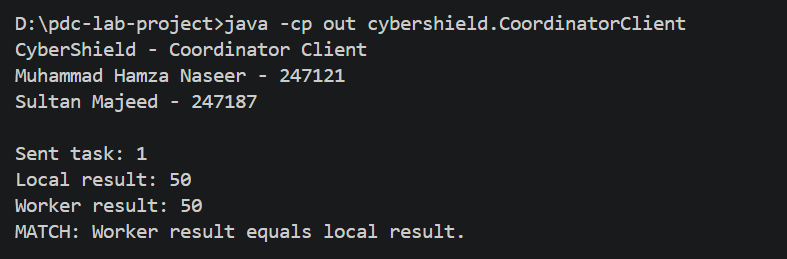 D:\pdc-lab-project>java -cp out cybershield.CoordinatorClient
CyberShield - Coordinator Client
Muhammad Hamza Naseer - 247121
Sultan Majeed - 247187
Sent task: 1
Local result: 50
Worker result: 50
MATCH: Worker result equals local result.